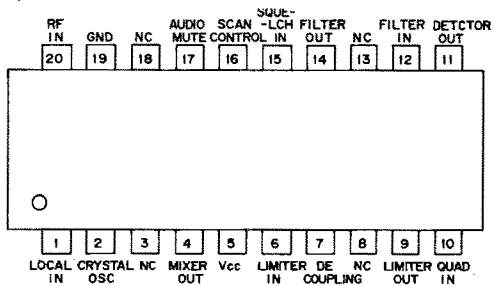 SQUE-
RF AUDIO SCAN -LCH FILTER FILTER DETCTOR
IN GND NC MUTE CONTROL IN OUT NC IN OUT
20 19 18 17 16 15 14 13 12 11
1 2 3 4 5 6 7 8 9 10
LOCAL CRYSTAL NC MIXER Vcc LIMITER DE NC LIMITER QUAD
IN OSC OUT IN COUPLING OUT IN